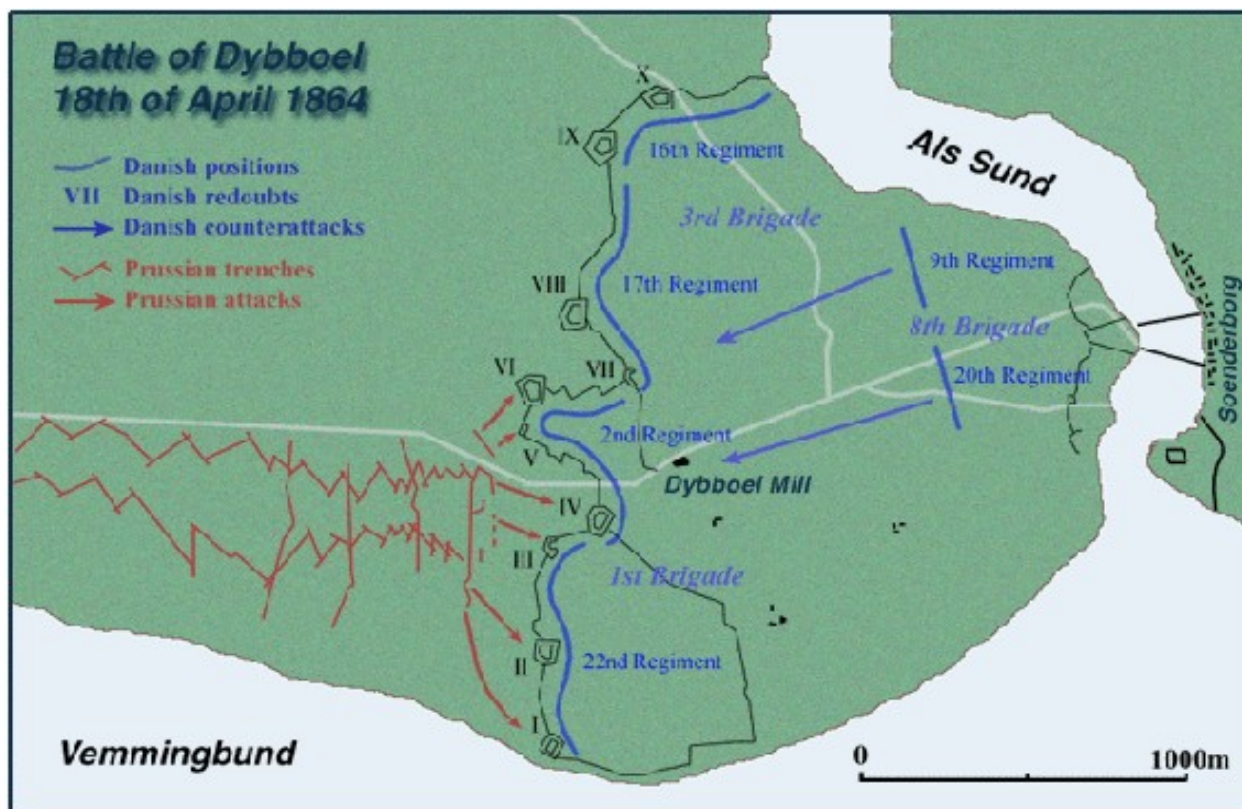 Battle of Dybboel
18th of April 1864
Danish positions
VII Danish redoubts
Danish counterattacks
Prussian trenches
Prussian attacks
X
IX
16th Regiment
Als Sund
3rd Brigade
9th Regiment
VIII
17th Regiment
8th Brigade
Soenderborg
VI
VII
20th Regiment
2nd Regiment
V
Dybboel Mill
IV
III
1st Brigade
II
22nd Regiment
I
Vemmingbund
0 1000m